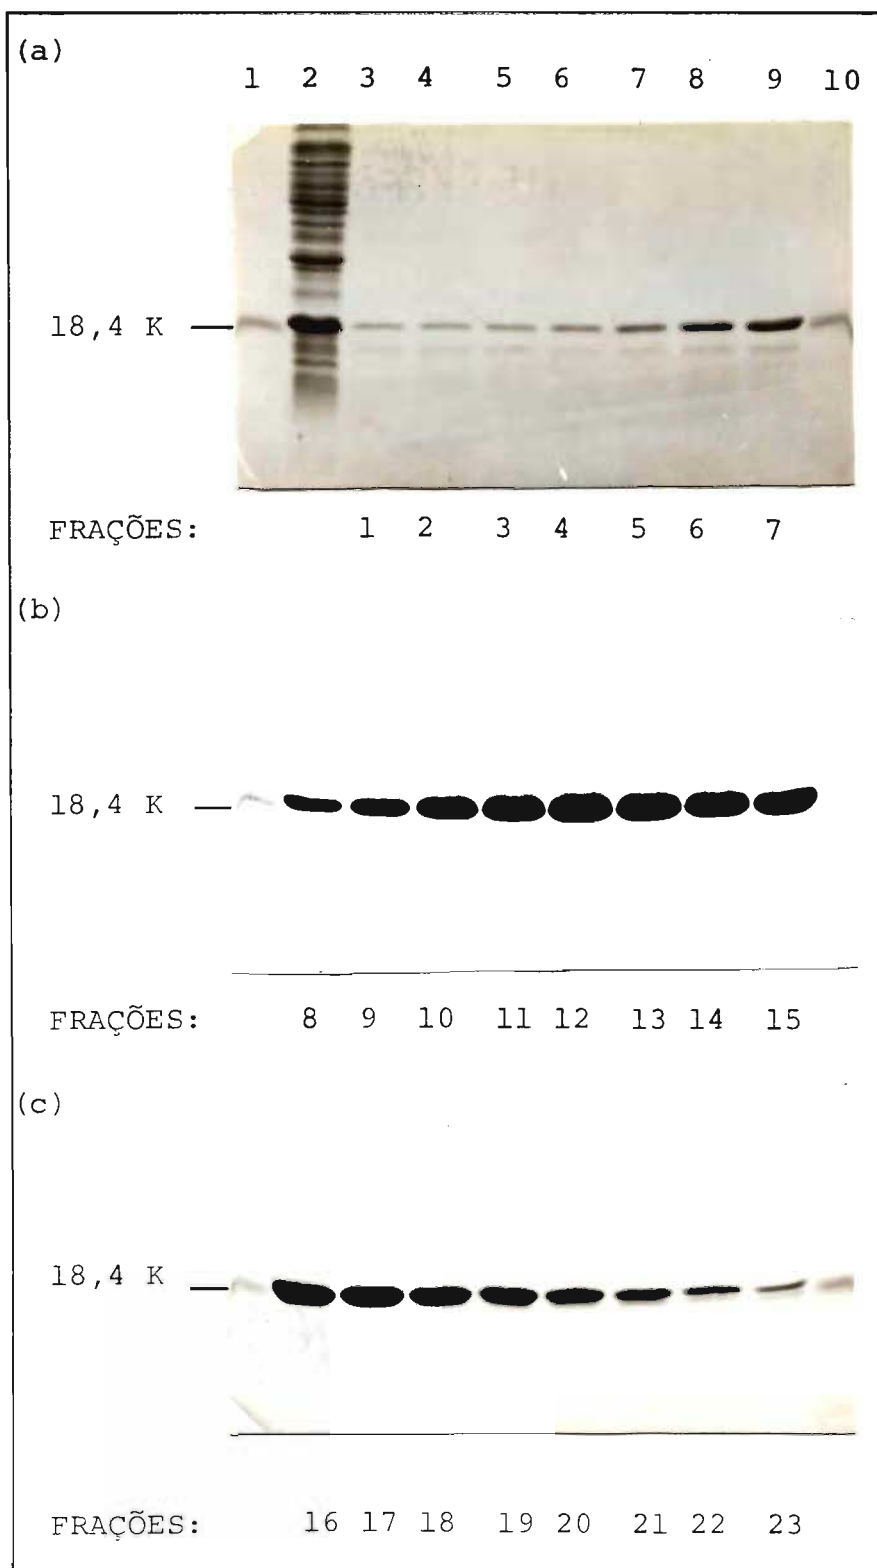 (a)
1 2 3 4 5 6 7 8 9 10
18,4 K
FRAÇÕES: 1 2 3 4 5 6 7
(b)
18,4 K
FRAÇÕES: 8 9 10 11 12 13 14 15
(c)
18,4 K
FRAÇÕES: 16 17 18 19 20 21 22 23